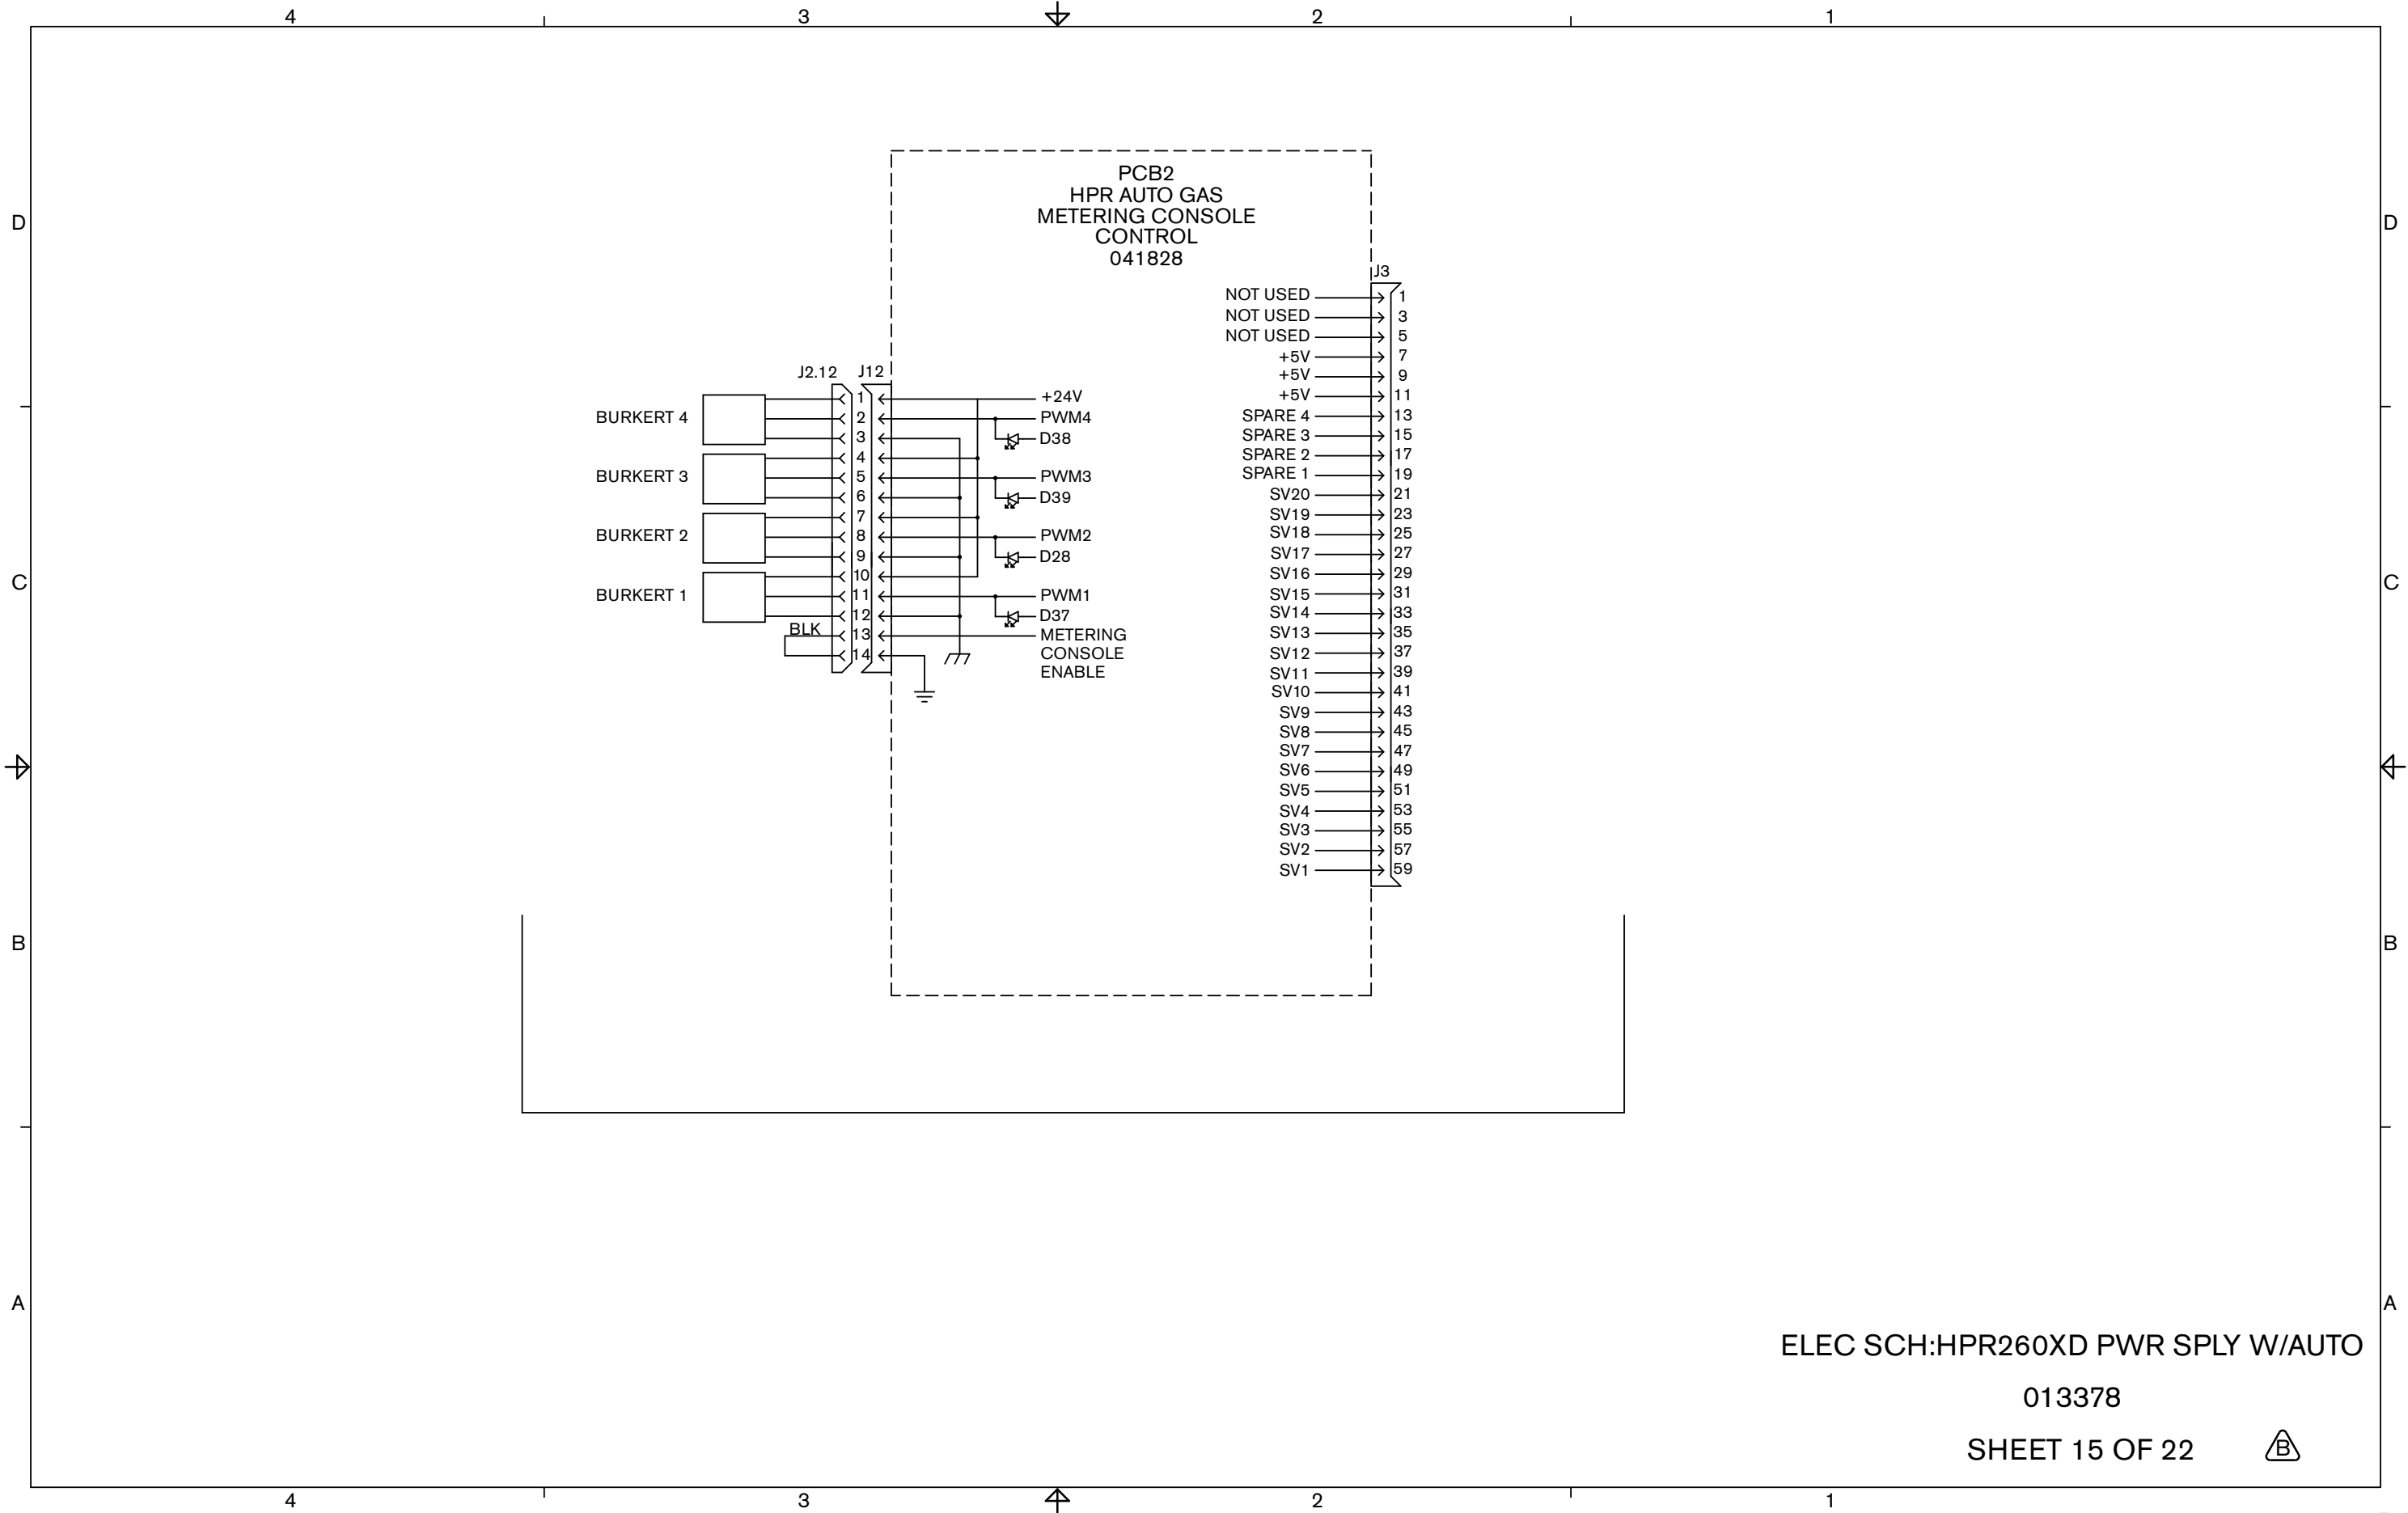 4 3 2 1
D D
C C
B B
A A
PCB2
HPR AUTO GAS
METERING CONSOLE
CONTROL
041828
J2.12 J12
BURKERT 4
BURKERT 3
BURKERT 2
BURKERT 1
BLK
1 +24V
2 PWM4
3 D38
4
5 PWM3
6 D39
7
8 PWM2
9 D28
10
11 PWM1
12 D37
13 METERING
14 CONSOLE
ENABLE
J3
NOT USED 1
NOT USED 3
NOT USED 5
+5V 7
+5V 9
+5V 11
SPARE 4 13
SPARE 3 15
SPARE 2 17
SPARE 1 19
SV20 21
SV19 23
SV18 25
SV17 27
SV16 29
SV15 31
SV14 33
SV13 35
SV12 37
SV11 39
SV10 41
SV9 43
SV8 45
SV7 47
SV6 49
SV5 51
SV4 53
SV3 55
SV2 57
SV1 59
ELEC SCH:HPR260XD PWR SPLY W/AUTO
013378
SHEET 15 OF 22 B
4 3 2 1